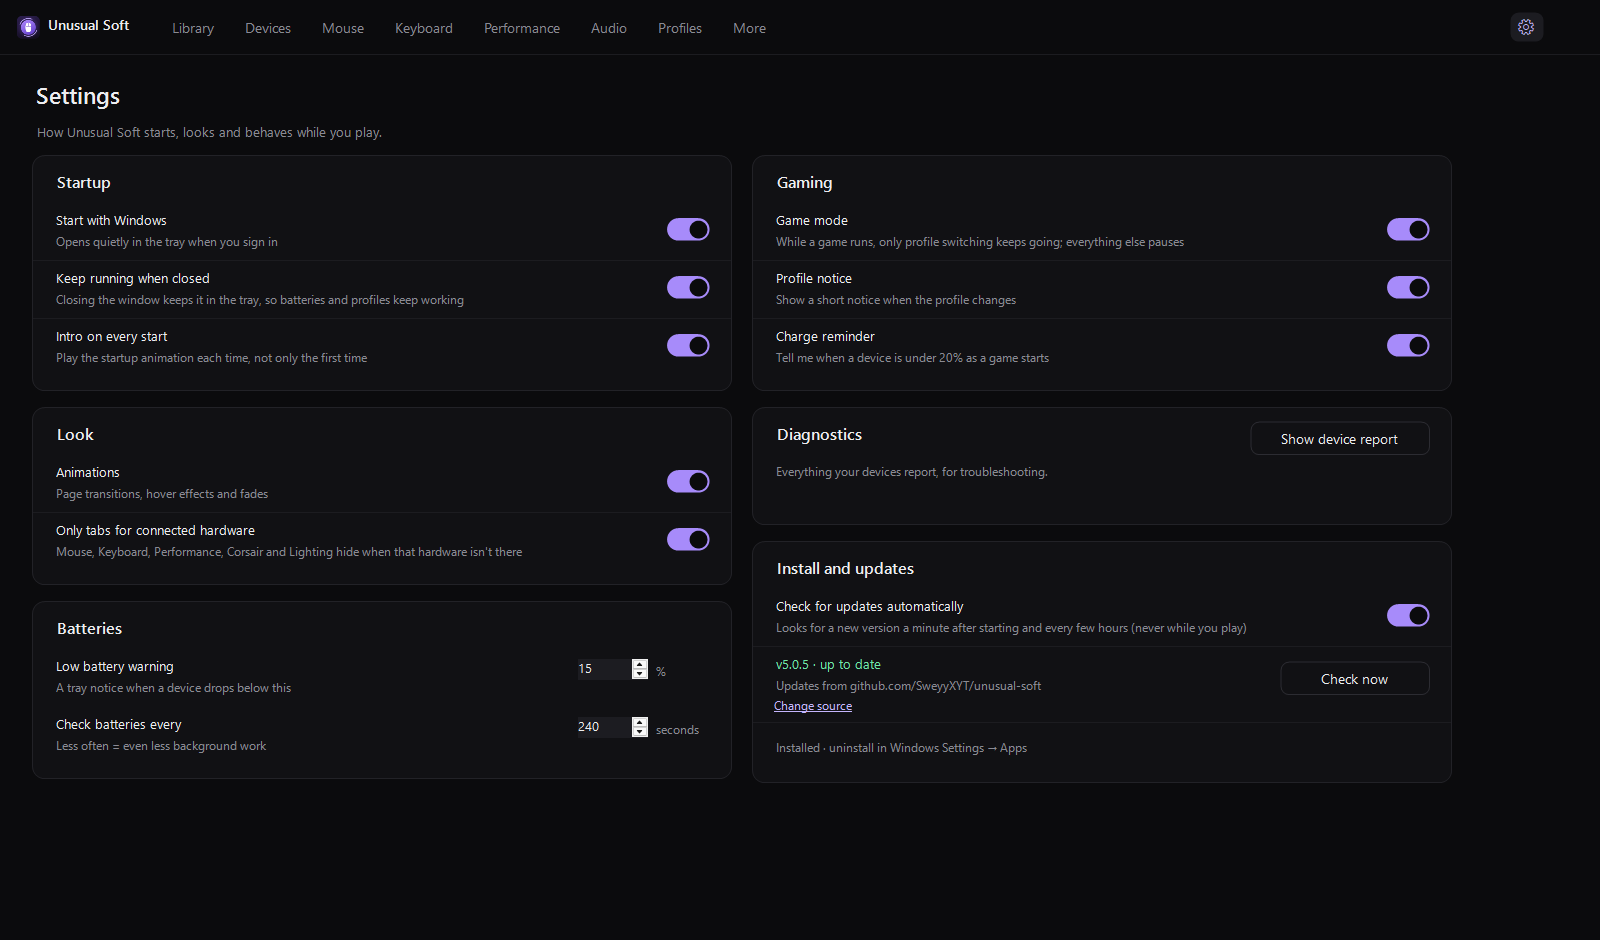 Unusual Soft
Library
Devices
Mouse
Keyboard
Performance
Audio
Profiles
More
Settings
How Unusual Soft starts, looks and behaves while you play.
Startup
Start with Windows
Opens quietly in the tray when you sign in
Keep running when closed
Closing the window keeps it in the tray, so batteries and profiles keep working
Intro on every start
Play the startup animation each time, not only the first time
Look
Animations
Page transitions, hover effects and fades
Only tabs for connected hardware
Mouse, Keyboard, Performance, Corsair and Lighting hide when that hardware isn't there
Batteries
Low battery warning
A tray notice when a device drops below this
15 %
Check batteries every
Less often = even less background work
240 seconds
Gaming
Game mode
While a game runs, only profile switching keeps going; everything else pauses
Profile notice
Show a short notice when the profile changes
Charge reminder
Tell me when a device is under 20% as a game starts
Diagnostics
Show device report
Everything your devices report, for troubleshooting.
Install and updates
Check for updates automatically
Looks for a new version a minute after starting and every few hours (never while you play)
v5.0.5 · up to date
Updates from github.com/SweyyXYT/unusual-soft
Change source
Check now
Installed · uninstall in Windows Settings → Apps